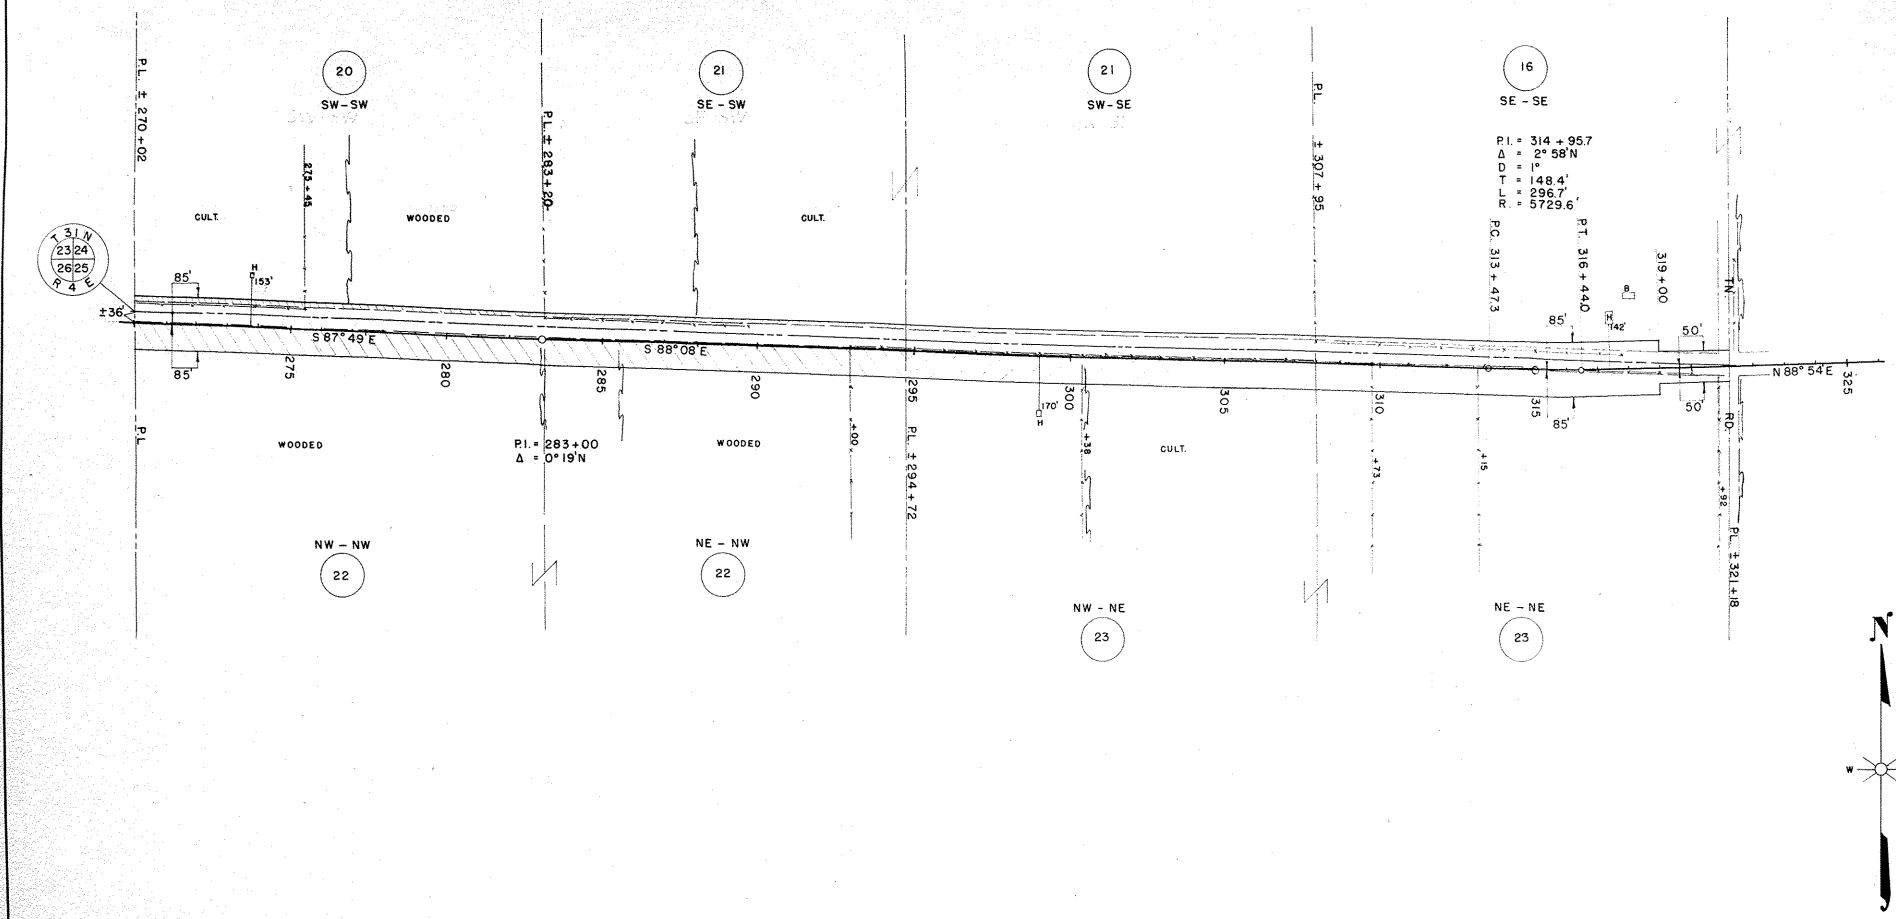 20
SW-SW
21
SE - SW
21
SW-SE
16
SE - SE
P.L. ± 270+02
P.L. ± 283+20
P.L. ± 307+95
P.I. = 314 + 95.7
Δ = 2° 58'N
D = 1°
T = 148.4'
L = 296.7'
R. = 5729.6'
275+45
CULT.
WOODED
CULT.
P.C. 313+47.3
P.T. 316+44.0
319+00
T 31 N
23 24
26 25
R 4 E
±36'
85'
H
153'
B
H
142'
85'
50'
TN.
S 87° 49' E
S 88° 08' E
N 88° 54' E
85'
275
280
285
290
295
300
305
310
315
325
170'
H
85'
50'
RD.
P.L.
WOODED
P.I. = 283+00
Δ = 0° 19'N
WOODED
+00
P.L. ± 294+72
+38
CULT.
+73
+15
+92
P.L. ± 321+18
NW - NW
22
NE - NW
22
NW - NE
23
NE - NE
23
N
W